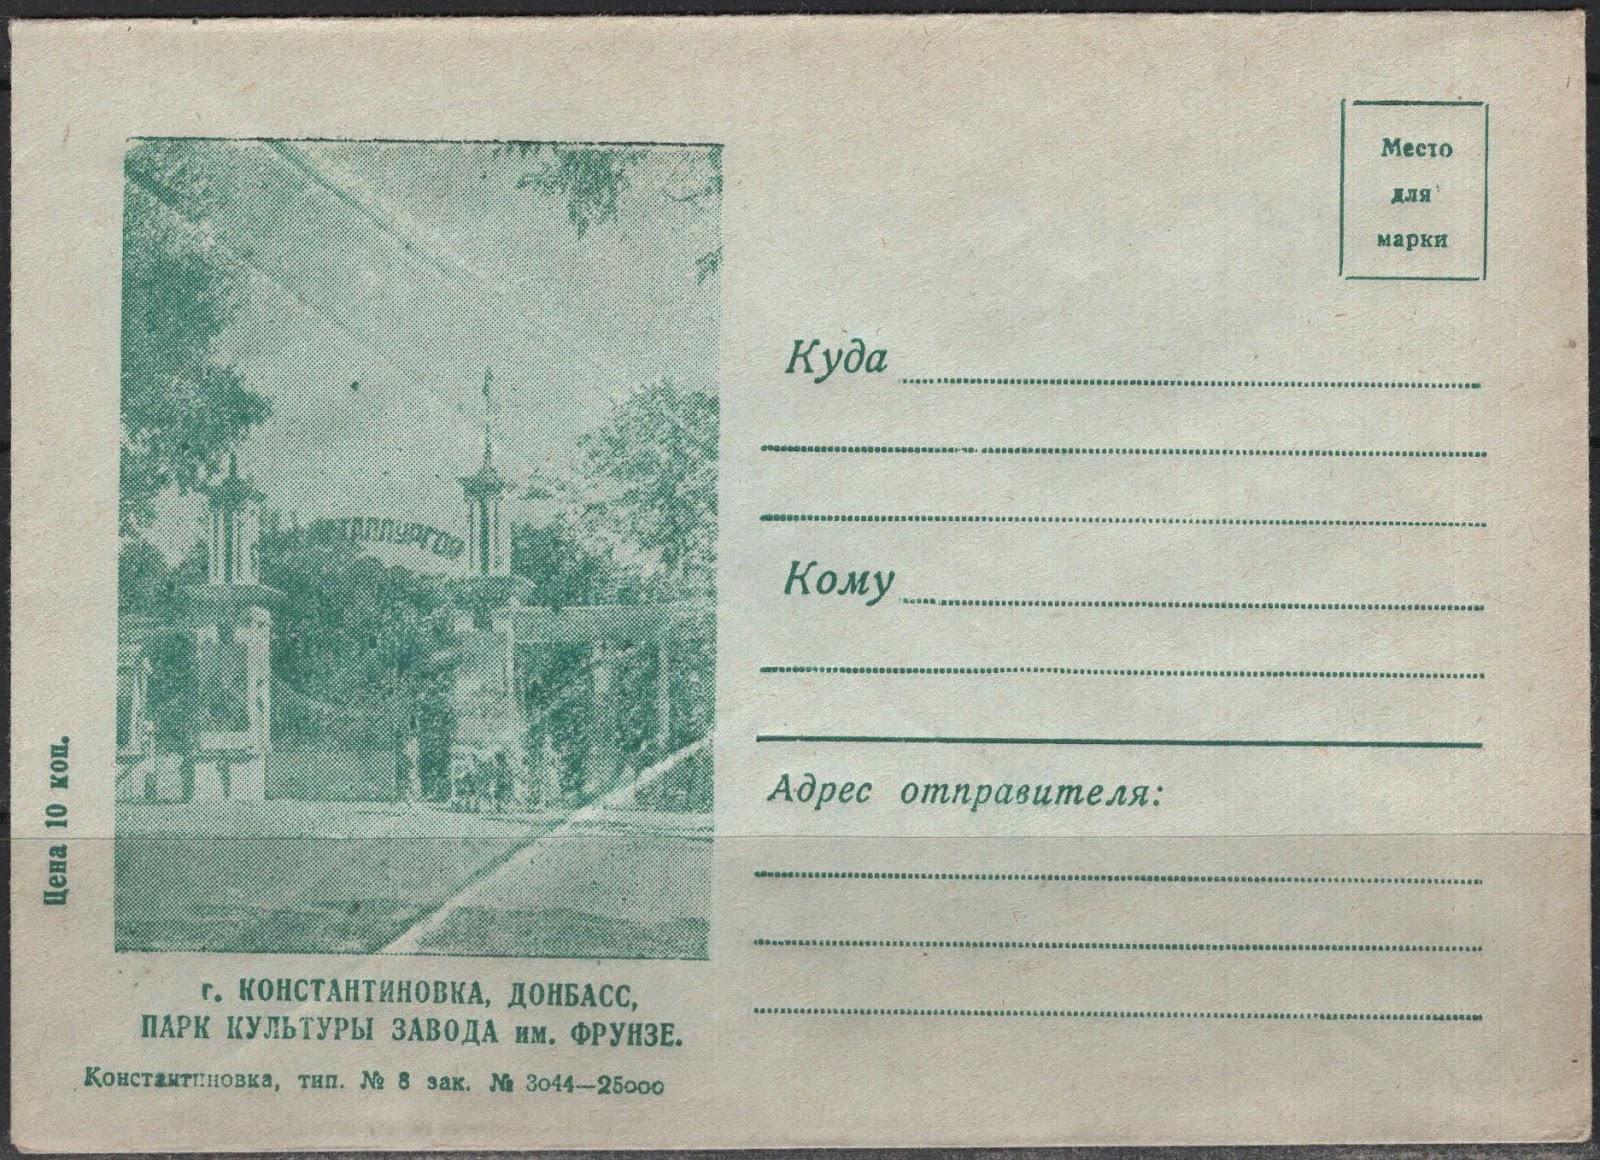 Место
для
марки
Куда
Кому
Адрес отправителя:
ТАЛЛУРГОВ
г. КОНСТАНТИНОВКА, ДОНБАСС,
ПАРК КУЛЬТУРЫ ЗАВОДА им. ФРУНЗЕ.
Константиновка, тип. № 8 зак. № 3044—25000
Цена 10 коп.